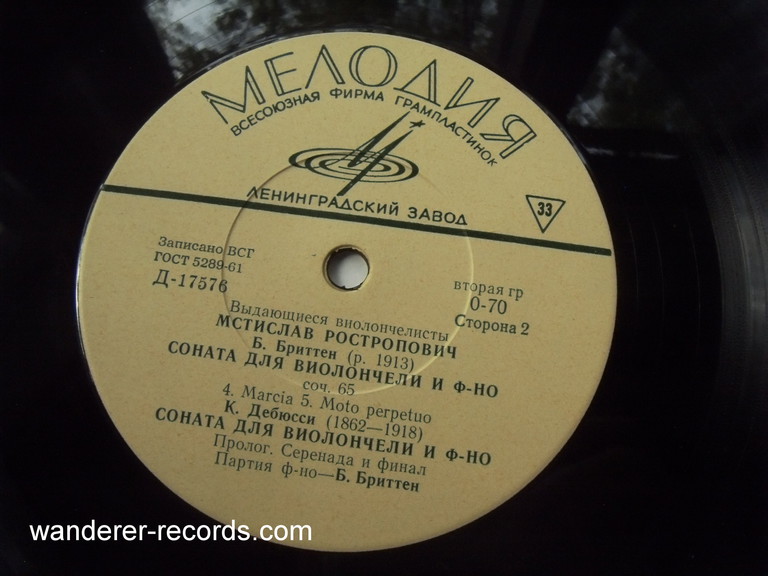 МЕЛОДИЯ
ВСЕСОЮЗНАЯ ФИРМА ГРАМПЛАСТИНОК
ЛЕНИНГРАДСКИЙ ЗАВОД
33
Записано ВСГ
ГОСТ 5289-61
Д-17576
вторая гр
0-70
Сторона 2
Выдающиеся виолончелисты
МСТИСЛАВ РОСТРОПОВИЧ
Б. Бриттен (р. 1913)
СОНАТА ДЛЯ ВИОЛОНЧЕЛИ И Ф-НО
соч. 65
4. Marcia 5. Moto perpetuo
К. Дебюсси (1862—1918)
СОНАТА ДЛЯ ВИОЛОНЧЕЛИ И Ф-НО
Пролог. Серенада и финал
Партия ф-но—Б. Бриттен
wanderer-records.com